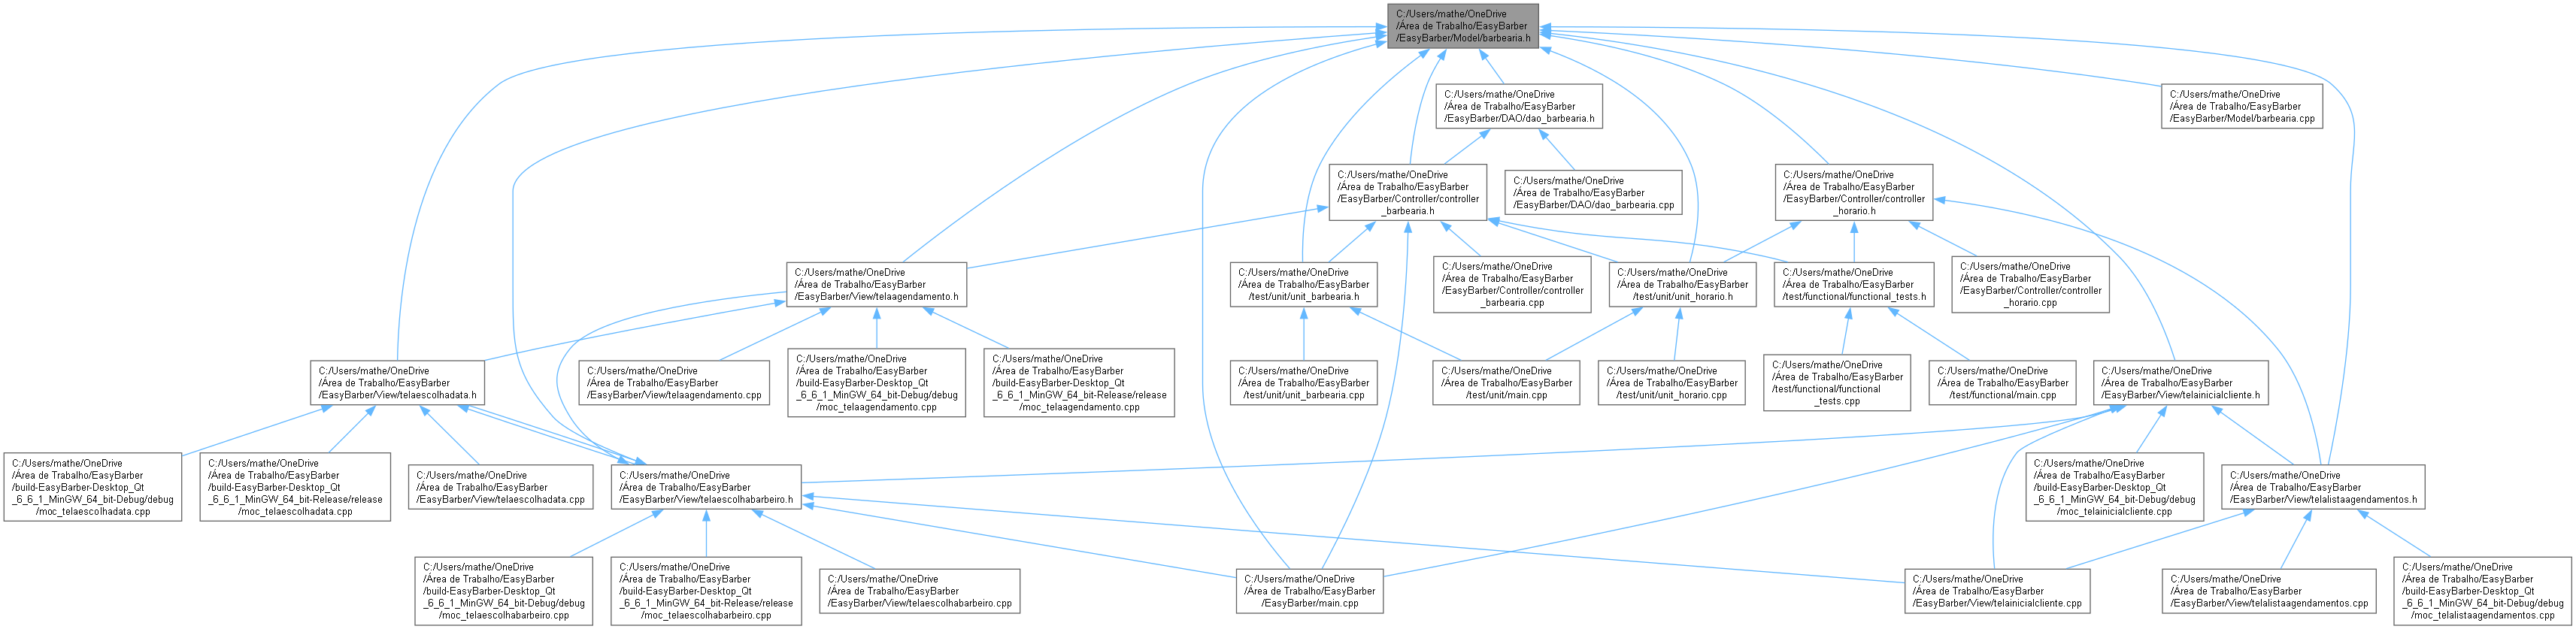 C:/Users/mathe/OneDrive
/Área de Trabalho/EasyBarber
/EasyBarber/Model/barbearia.h
C:/Users/mathe/OneDrive
/Área de Trabalho/EasyBarber
/EasyBarber/DAO/dao_barbearia.h
C:/Users/mathe/OneDrive
/Área de Trabalho/EasyBarber
/EasyBarber/Model/barbearia.cpp
C:/Users/mathe/OneDrive
/Área de Trabalho/EasyBarber
/EasyBarber/Controller/controller
_barbearia.h
C:/Users/mathe/OneDrive
/Área de Trabalho/EasyBarber
/EasyBarber/DAO/dao_barbearia.cpp
C:/Users/mathe/OneDrive
/Área de Trabalho/EasyBarber
/EasyBarber/Controller/controller
_horario.h
C:/Users/mathe/OneDrive
/Área de Trabalho/EasyBarber
/EasyBarber/View/telaagendamento.h
C:/Users/mathe/OneDrive
/Área de Trabalho/EasyBarber
/test/unit/unit_barbearia.h
C:/Users/mathe/OneDrive
/Área de Trabalho/EasyBarber
/EasyBarber/Controller/controller
_barbearia.cpp
C:/Users/mathe/OneDrive
/Área de Trabalho/EasyBarber
/test/unit/unit_horario.h
C:/Users/mathe/OneDrive
/Área de Trabalho/EasyBarber
/test/functional/functional_tests.h
C:/Users/mathe/OneDrive
/Área de Trabalho/EasyBarber
/EasyBarber/Controller/controller
_horario.cpp
C:/Users/mathe/OneDrive
/Área de Trabalho/EasyBarber
/EasyBarber/View/telaescolhadata.h
C:/Users/mathe/OneDrive
/Área de Trabalho/EasyBarber
/EasyBarber/View/telaagendamento.cpp
C:/Users/mathe/OneDrive
/Área de Trabalho/EasyBarber
/build-EasyBarber-Desktop_Qt
_6_6_1_MinGW_64_bit-Debug/debug
/moc_telaagendamento.cpp
C:/Users/mathe/OneDrive
/Área de Trabalho/EasyBarber
/build-EasyBarber-Desktop_Qt
_6_6_1_MinGW_64_bit-Release/release
/moc_telaagendamento.cpp
C:/Users/mathe/OneDrive
/Área de Trabalho/EasyBarber
/test/unit/unit_barbearia.cpp
C:/Users/mathe/OneDrive
/Área de Trabalho/EasyBarber
/test/unit/main.cpp
C:/Users/mathe/OneDrive
/Área de Trabalho/EasyBarber
/test/unit/unit_horario.cpp
C:/Users/mathe/OneDrive
/Área de Trabalho/EasyBarber
/test/functional/functional
_tests.cpp
C:/Users/mathe/OneDrive
/Área de Trabalho/EasyBarber
/test/functional/main.cpp
C:/Users/mathe/OneDrive
/Área de Trabalho/EasyBarber
/EasyBarber/View/telainicialcliente.h
C:/Users/mathe/OneDrive
/Área de Trabalho/EasyBarber
/build-EasyBarber-Desktop_Qt
_6_6_1_MinGW_64_bit-Debug/debug
/moc_telaescolhadata.cpp
C:/Users/mathe/OneDrive
/Área de Trabalho/EasyBarber
/build-EasyBarber-Desktop_Qt
_6_6_1_MinGW_64_bit-Release/release
/moc_telaescolhadata.cpp
C:/Users/mathe/OneDrive
/Área de Trabalho/EasyBarber
/EasyBarber/View/telaescolhadata.cpp
C:/Users/mathe/OneDrive
/Área de Trabalho/EasyBarber
/EasyBarber/View/telaescolhabarbeiro.h
C:/Users/mathe/OneDrive
/Área de Trabalho/EasyBarber
/build-EasyBarber-Desktop_Qt
_6_6_1_MinGW_64_bit-Debug/debug
/moc_telainicialcliente.cpp
C:/Users/mathe/OneDrive
/Área de Trabalho/EasyBarber
/EasyBarber/View/telalistaagendamentos.h
C:/Users/mathe/OneDrive
/Área de Trabalho/EasyBarber
/build-EasyBarber-Desktop_Qt
_6_6_1_MinGW_64_bit-Debug/debug
/moc_telaescolhabarbeiro.cpp
C:/Users/mathe/OneDrive
/Área de Trabalho/EasyBarber
/build-EasyBarber-Desktop_Qt
_6_6_1_MinGW_64_bit-Release/release
/moc_telaescolhabarbeiro.cpp
C:/Users/mathe/OneDrive
/Área de Trabalho/EasyBarber
/EasyBarber/View/telaescolhabarbeiro.cpp
C:/Users/mathe/OneDrive
/Área de Trabalho/EasyBarber
/EasyBarber/main.cpp
C:/Users/mathe/OneDrive
/Área de Trabalho/EasyBarber
/EasyBarber/View/telainicialcliente.cpp
C:/Users/mathe/OneDrive
/Área de Trabalho/EasyBarber
/EasyBarber/View/telalistaagendamentos.cpp
C:/Users/mathe/OneDrive
/Área de Trabalho/EasyBarber
/build-EasyBarber-Desktop_Qt
_6_6_1_MinGW_64_bit-Debug/debug
/moc_telalistaagendamentos.cpp